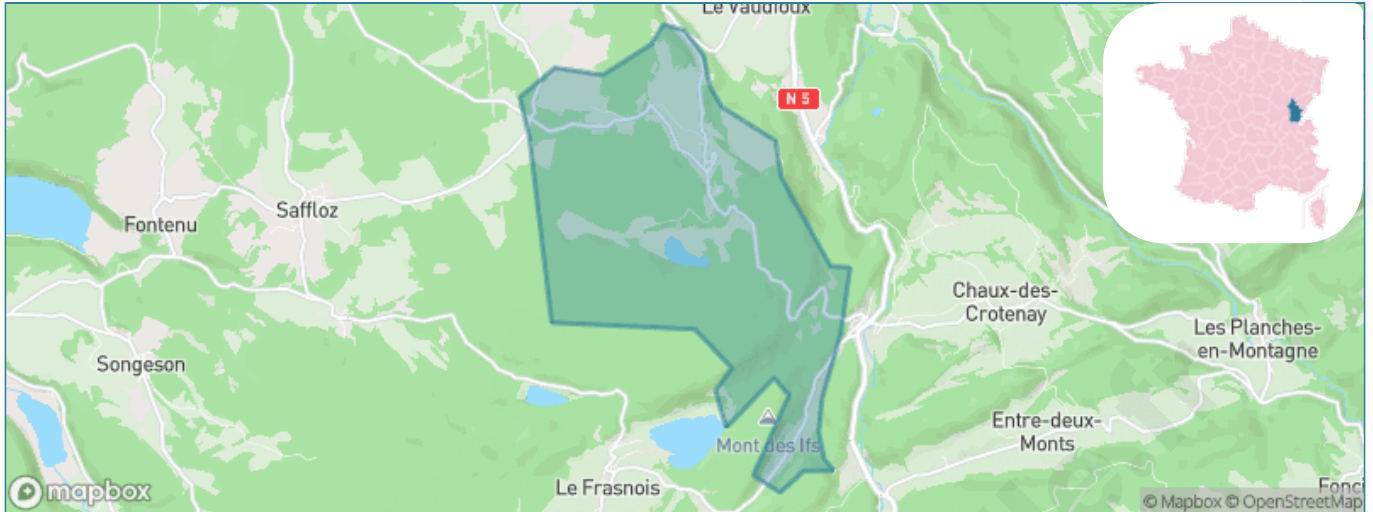 Le Vaudioux
N 5
Fontenu
Saffloz
Chaux-des-
Crotenay
Les Planches-
en-Montagne
Songeson
Entre-deux-
Monts
Mont des Ifs
Le Frasnois
Fonci
mapbox
© Mapbox © OpenStreetMap